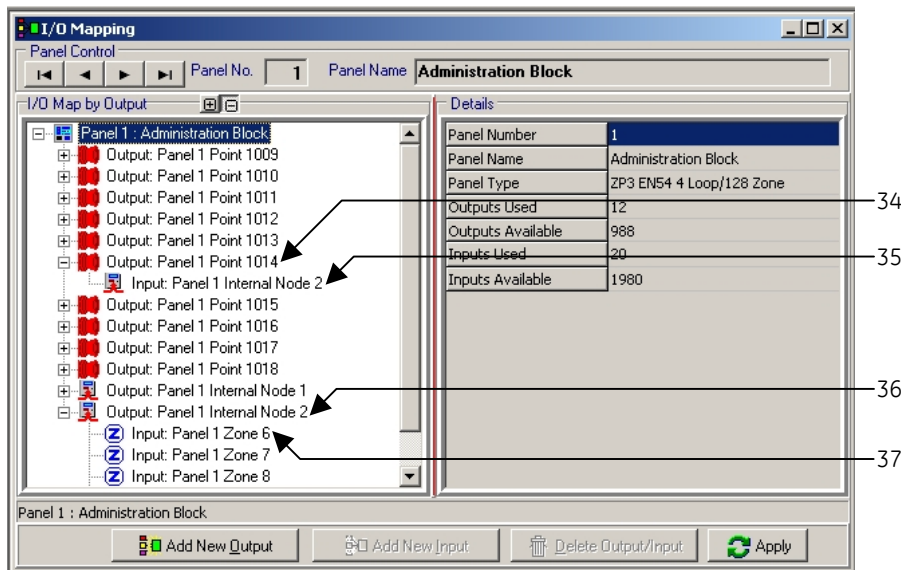 I/O Mapping
Panel Control
Panel No. 1 Panel Name Administration Block
I/O Map by Output
Panel 1 : Administration Block
Output: Panel 1 Point 1009
Output: Panel 1 Point 1010
Output: Panel 1 Point 1011
Output: Panel 1 Point 1012
Output: Panel 1 Point 1013
Output: Panel 1 Point 1014
Input: Panel 1 Internal Node 2
Output: Panel 1 Point 1015
Output: Panel 1 Point 1016
Output: Panel 1 Point 1017
Output: Panel 1 Point 1018
Output: Panel 1 Internal Node 1
Output: Panel 1 Internal Node 2
Z Input: Panel 1 Zone 6
Z Input: Panel 1 Zone 7
Z Input: Panel 1 Zone 8
Details
Panel Number 1
Panel Name Administration Block
Panel Type ZP3 EN54 4 Loop/128 Zone
Outputs Used 12
Outputs Available 988
Inputs Used 20
Inputs Available 1980
34
35
36
37
Panel 1 : Administration Block
Add New Output Add New Input Delete Output/Input Apply